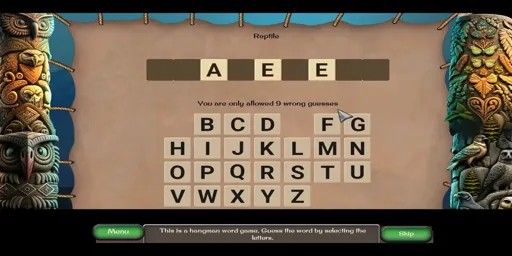 Reptile
A E E
You are only allowed 9 wrong guesses
B C D F G
H I J K L M N
O P Q R S T U
V W X Y Z
Menu
This is a hangman word game. Guess the word by selecting the
letters.
Skip